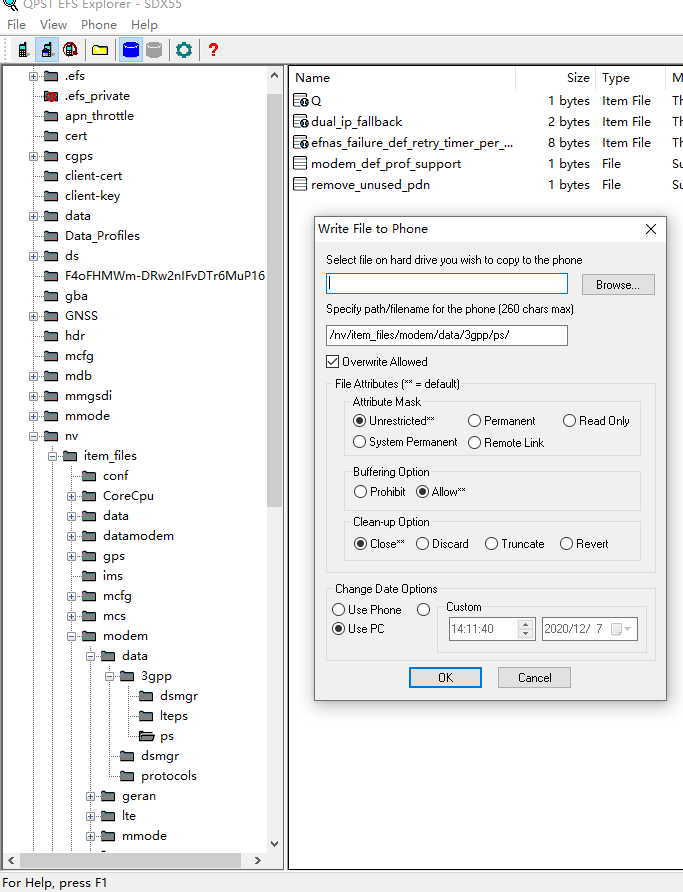 QPST EFS Explorer - SDX55
File View Phone Help
.efs
.efs_private
apn_throttle
cert
cgps
client-cert
client-key
data
Data_Profiles
ds
F4oFHMWm-DRw2nIFvDTr6MuP16
gba
GNSS
hdr
mcfg
mdb
mmgsdi
mmode
nv
item_files
conf
CoreCpu
data
datamodem
gps
ims
mcfg
mcs
modem
data
3gpp
dsmgr
lteps
ps
dsmgr
protocols
geran
lte
mmode
Name Size Type M
Q 1 bytes Item File Th
dual_ip_fallback 2 bytes Item File Th
efnas_failure_def_retry_timer_per_... 8 bytes Item File Th
modem_def_prof_support 1 bytes File Su
remove_unused_pdn 1 bytes File Su
Write File to Phone
Select file on hard drive you wish to copy to the phone
Browse...
Specify path/filename for the phone (260 chars max)
/nv/item_files/modem/data/3gpp/ps/
Overwrite Allowed
File Attributes (** = default)
Attribute Mask
Unrestricted** Permanent Read Only
System Permanent Remote Link
Buffering Option
Prohibit Allow**
Clean-up Option
Close** Discard Truncate Revert
Change Date Options
Use Phone Custom
Use PC 14:11:40 2020/12/ 7
OK Cancel
For Help, press F1